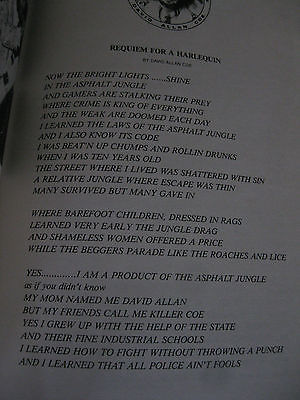 DAVID ALLAN COE
REQUIEM FOR A HARLEQUIN
BY DAVID ALLAN COE
NOW THE BRIGHT LIGHTS ......SHINE
IN THE ASPHALT JUNGLE
AND GAMERS ARE STALKING THEIR PREY
WHERE CRIME IS KING OF EVERYTHING
AND THE WEAK ARE DOOMED EACH DAY
I LEARNED THE LAWS OF THE ASPHALT JUNGLE
AND I ALSO KNOW ITS CODE
I WAS BEAT'N UP CHUMPS AND ROLLIN DRUNKS
WHEN I WAS TEN YEARS OLD
THE STREET WHERE I LIVED WAS SHATTERED WITH SIN
A RELATIVE JUNGLE WHERE ESCAPE WAS THIN
MANY SURVIVED BUT MANY GAVE IN
WHERE BAREFOOT CHILDREN, DRESSED IN RAGS
LEARNED VERY EARLY THE JUNGLE DRAG
AND SHAMELESS WOMEN OFFERED A PRICE
WHILE THE BEGGERS PARADE LIKE THE ROACHES AND LICE
YES.............I AM A PRODUCT OF THE ASPHALT JUNGLE
as if you didn't know
MY MOM NAMED ME DAVID ALLAN
BUT MY FRIENDS CALL ME KILLER COE
YES I GREW UP WITH THE HELP OF THE STATE
AND THEIR FINE INDUSTRIAL SCHOOLS
I LEARNED HOW TO FIGHT WITHOUT THROWING A PUNCH
AND I LEARNED THAT ALL POLICE AIN'T FOOLS